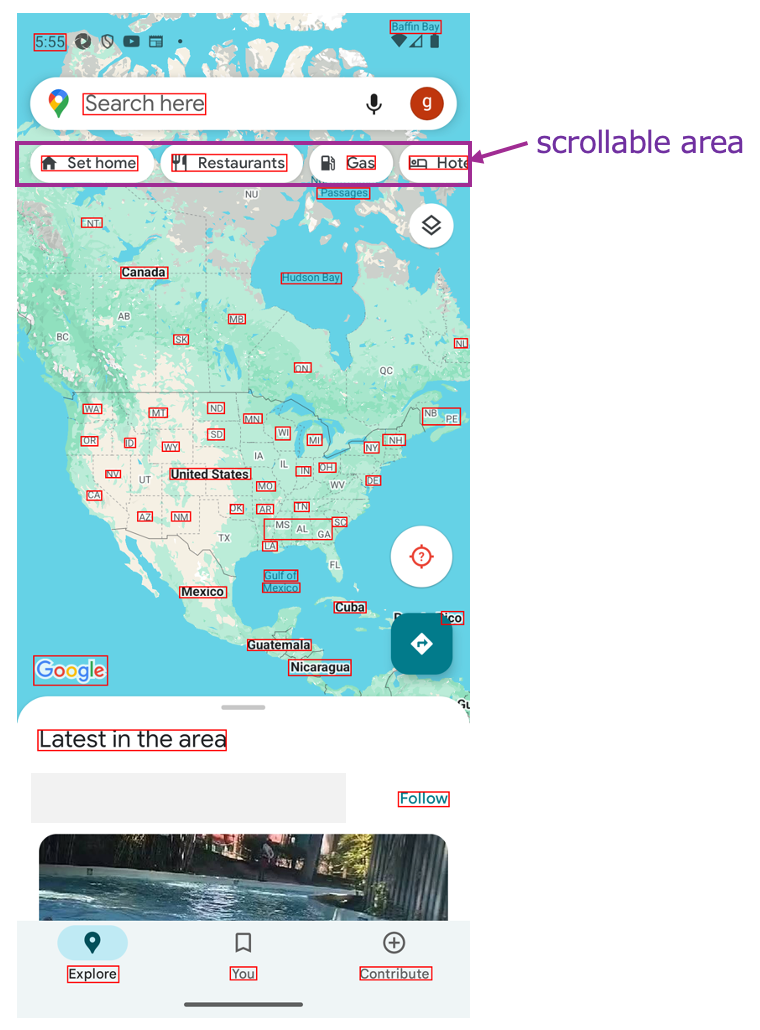 5:55
Baffin Bay
Search here
g
scrollable area
Set home
Restaurants
Gas
Hote
Passages
NU
NT
Canada
Hudson Bay
AB
MB
BC
SK
NL
ON
QC
WA
MT
ND
MN
NB
PE
OR
ID
WY
SD
WI
MI
NY
NH
IA
IL
IN
OH
NV
UT
United States
MO
WV
DE
CA
AZ
NM
OK
AR
TN
SC
MS
AL
GA
TX
LA
FL
Gulf of
Mexico
Mexico
Cuba
ico
Guatemala
Nicaragua
Google
Gu
Latest in the area
Follow
Explore
You
Contribute